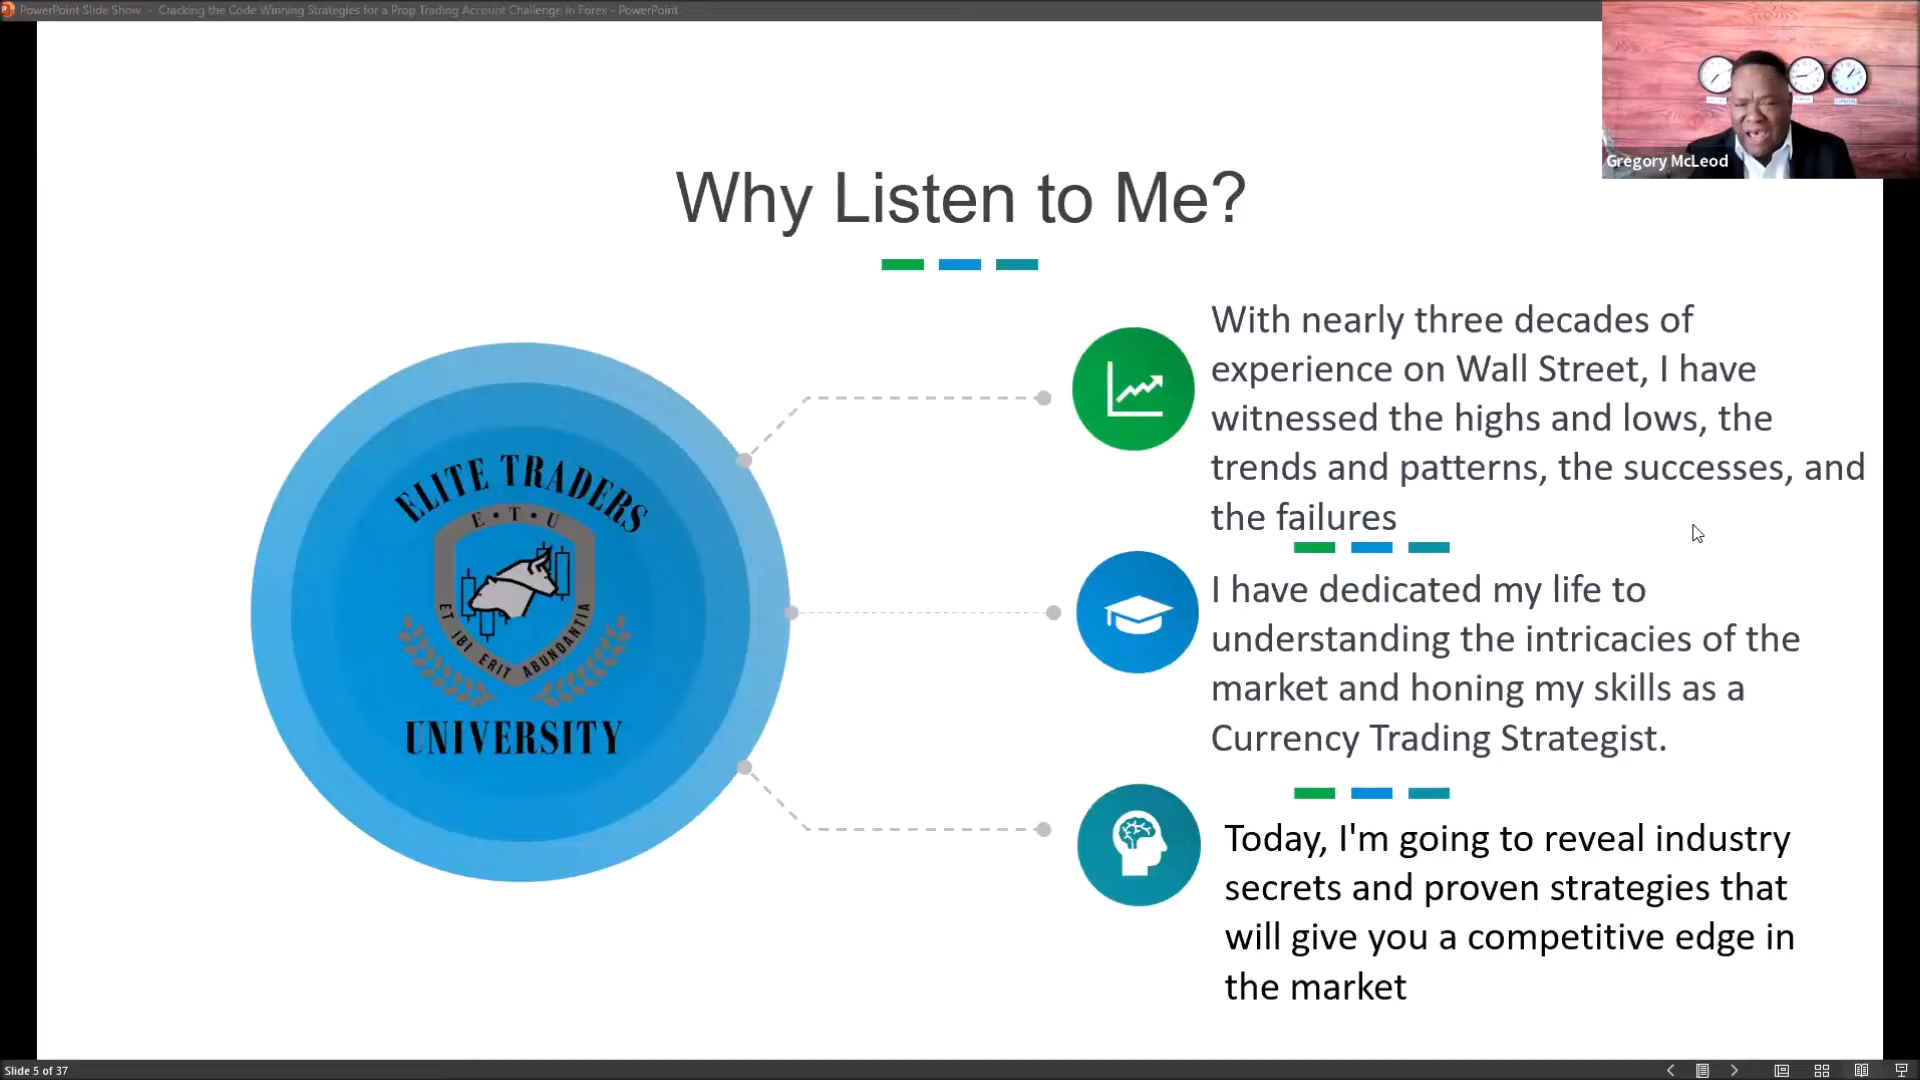 PowerPoint Slide Show - Cracking the Code Winning Strategies for a Prop Trading Account Challenge in Forex - PowerPoint
Gregory McLeod
Why Listen to Me?
With nearly three decades of
experience on Wall Street, I have
witnessed the highs and lows, the
trends and patterns, the successes, and
the failures
ELITE TRADERS
E•T•U
ET IBI ERIT ABUNDANTIA
UNIVERSITY
I have dedicated my life to
understanding the intricacies of the
market and honing my skills as a
Currency Trading Strategist.
Today, I'm going to reveal industry
secrets and proven strategies that
will give you a competitive edge in
the market
Slide 5 of 37